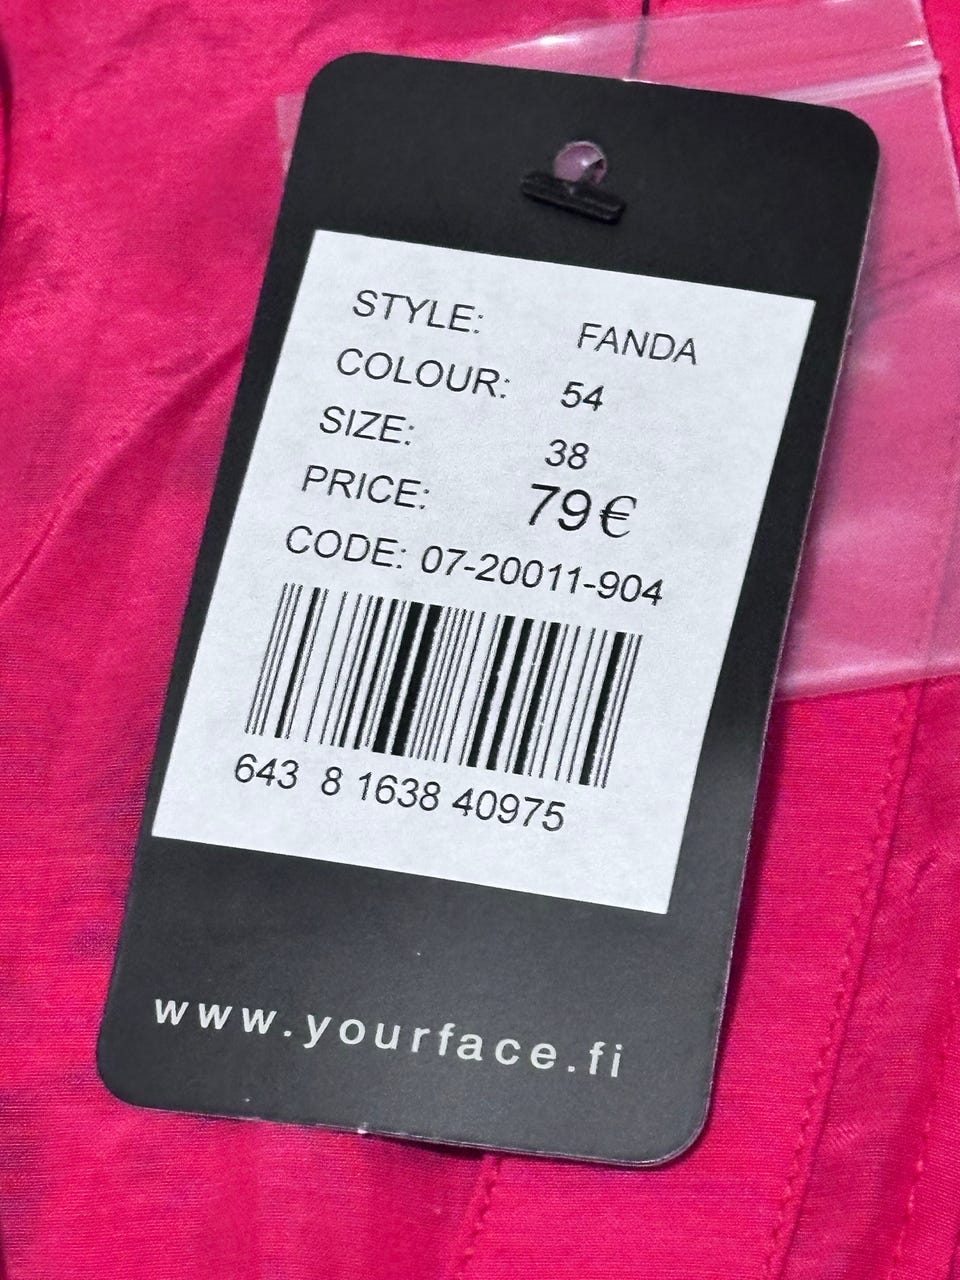 STYLE: FANDA
COLOUR: 54
SIZE: 38
PRICE: 79€
CODE: 07-20011-904
643 8 1638 40975
www.yourface.fi